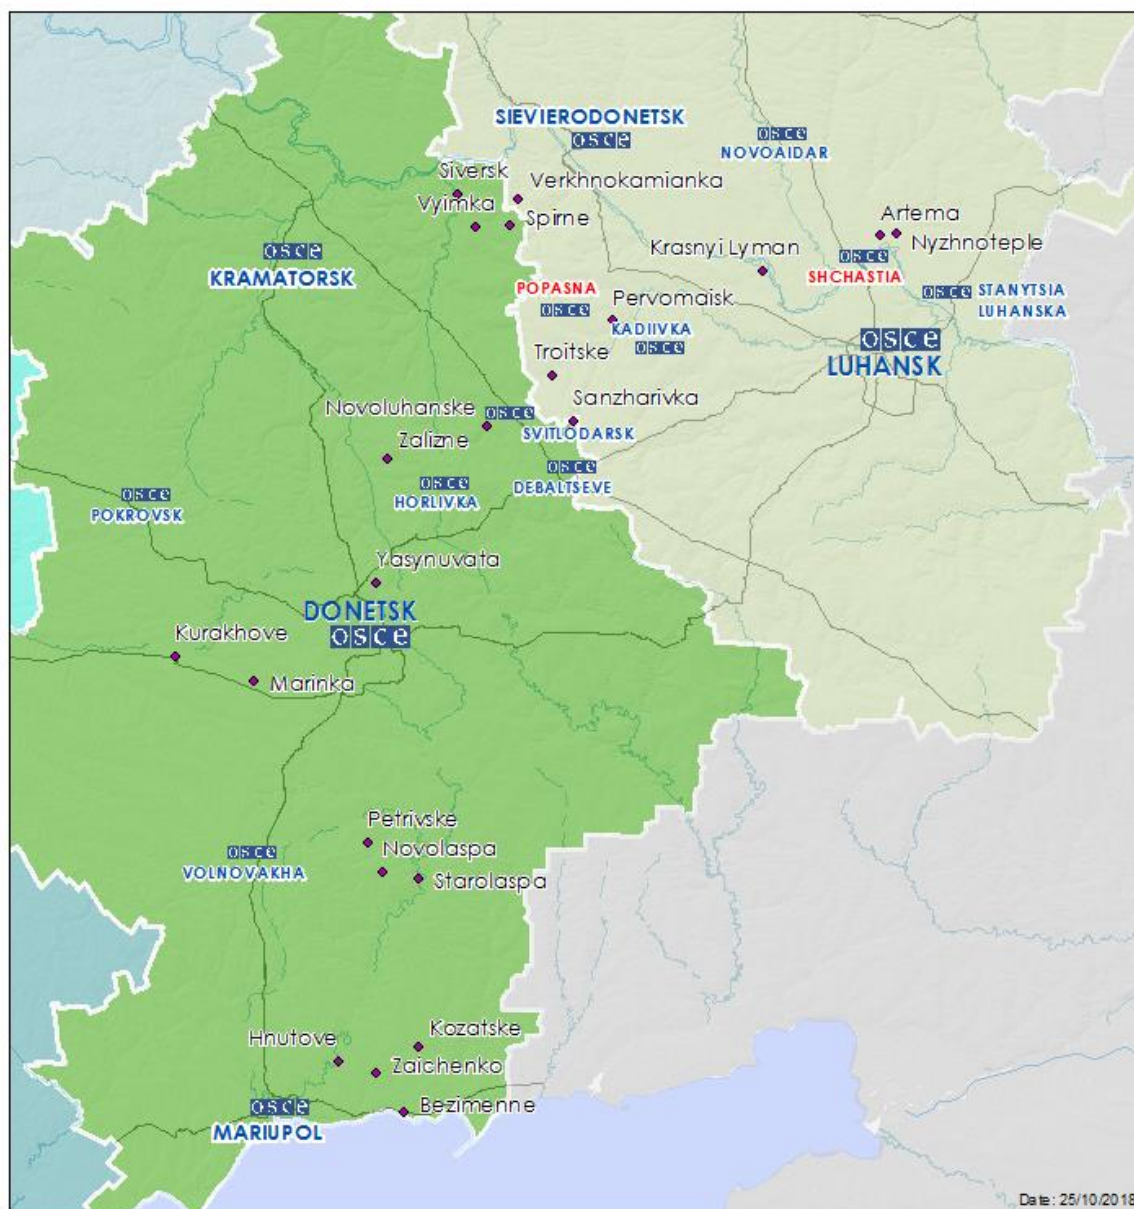 SIEVIERODONETSK
osce
osce
NOVOAIDAR
Siversk
Verkhnokamianka
Vyimka
Spirne
Artema
Nyzhnoteple
osce
KRAMATORSK
Krasnyi Lyman
osce
SHCHASTIA
POPASNA
osce
Pervomaisk
KADIIVKA
osce
osce
STANYTSIA
LUHANSKA
osce
LUHANSK
Troitske
Sanzharivka
Novoluhanske
osce
SVITLODARSK
Zalizne
osce
HORLIVKA
osce
DEBALTSEVE
osce
POKROVSK
Yasynuvata
DONETSK
osce
Kurakhove
Marinka
Petrivske
Novolaspa
Starolaspa
osce
VOLNOVAKHA
Kozatske
Hnutove
Zaichenko
Bezimenne
osce
MARIUPOL
Date: 25/10/2018